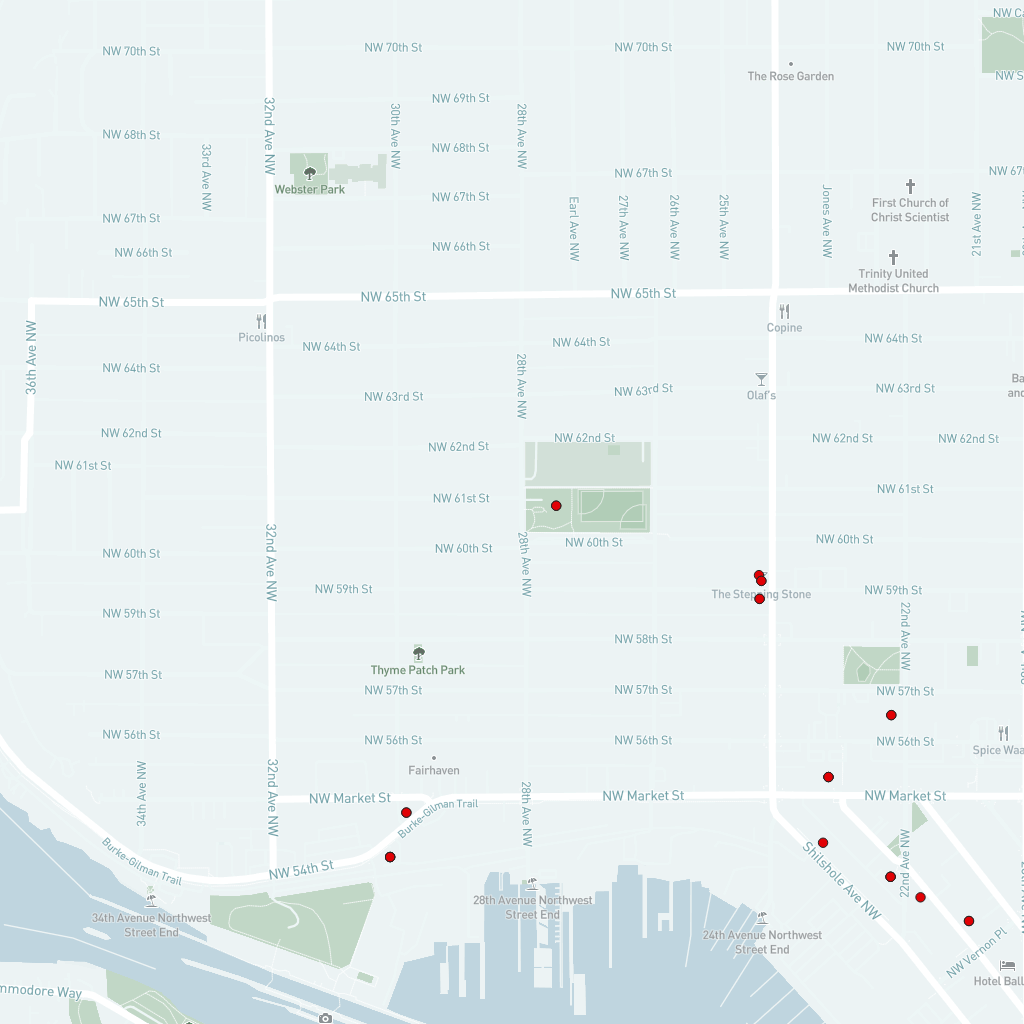 NW 70th St
NW 70th St
NW 70th St
NW 70th St
The Rose Garden
NW 69th St
32nd Ave NW
30th Ave NW
28th Ave NW
NW 68th St
NW 68th St
33rd Ave NW
Webster Park
NW 67th St
NW 67th St
NW 67th St
Earl Ave NW
27th Ave NW
26th Ave NW
25th Ave NW
Jones Ave NW
First Church of
Christ Scientist
21st Ave NW
NW 66th St
NW 66th St
Trinity United
Methodist Church
NW 65th St
NW 65th St
NW 65th St
Picolinos
Copine
36th Ave NW
NW 64th St
NW 64th St
NW 64th St
NW 64th St
28th Ave NW
NW 63rd St
NW 63rd St
NW 63rd St
Olaf's
NW 62nd St
NW 62nd St
NW 62nd St
NW 62nd St
NW 62nd St
NW 61st St
NW 61st St
NW 61st St
32nd Ave NW
28th Ave NW
NW 60th St
NW 60th St
NW 60th St
NW 60th St
NW 59th St
NW 59th St
NW 59th St
The Stepping Stone
22nd Ave NW
NW 58th St
Thyme Patch Park
NW 57th St
NW 57th St
NW 57th St
NW 57th St
NW 56th St
NW 56th St
NW 56th St
NW 56th St
Fairhaven
34th Ave NW
32nd Ave NW
28th Ave NW
NW Market St
NW Market St
NW Market St
Burke-Gilman Trail
Burke-Gilman Trail
NW 54th St
Shilshole Ave NW
22nd Ave NW
NW Vernon Pl
34th Avenue Northwest
Street End
28th Avenue Northwest
Street End
24th Avenue Northwest
Street End